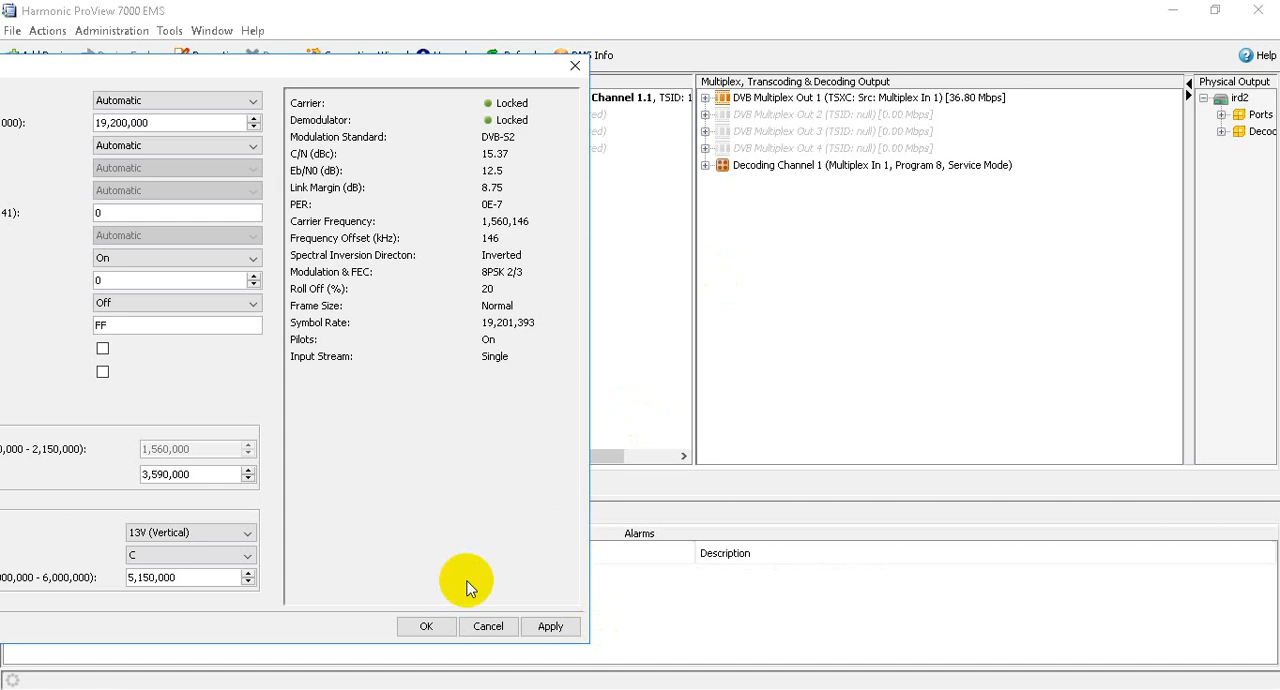 Harmonic ProView 7000 EMS
File Actions Administration Tools Window Help
Info
Help
Automatic
000): 19,200,000
Automatic
Automatic
Automatic
41): 0
Automatic
On
0
Off
FF
0,000 - 2,150,000): 1,560,000
3,590,000
13V (Vertical)
C
000,000 - 6,000,000): 5,150,000
Carrier: Locked
Demodulator: Locked
Modulation Standard: DVB-S2
C/N (dBc): 15.37
Eb/N0 (dB): 12.5
Link Margin (dB): 8.75
PER: 0E-7
Carrier Frequency: 1,560,146
Frequency Offset (kHz): 146
Spectral Inversion Directon: Inverted
Modulation & FEC: 8PSK 2/3
Roll Off (%): 20
Frame Size: Normal
Symbol Rate: 19,201,393
Pilots: On
Input Stream: Single
OK Cancel Apply
Channel 1.1, TSID: 1
ed)
ed)
ed)
Multiplex, Transcoding & Decoding Output
DVB Multiplex Out 1 (TSXC: Src: Multiplex In 1) [36.80 Mbps]
DVB Multiplex Out 2 (TSID: null) [0.00 Mbps]
DVB Multiplex Out 3 (TSID: null) [0.00 Mbps]
DVB Multiplex Out 4 (TSID: null) [0.00 Mbps]
Decoding Channel 1 (Multiplex In 1, Program 8, Service Mode)
Physical Output
ird2
Ports
Decod
Alarms
Description